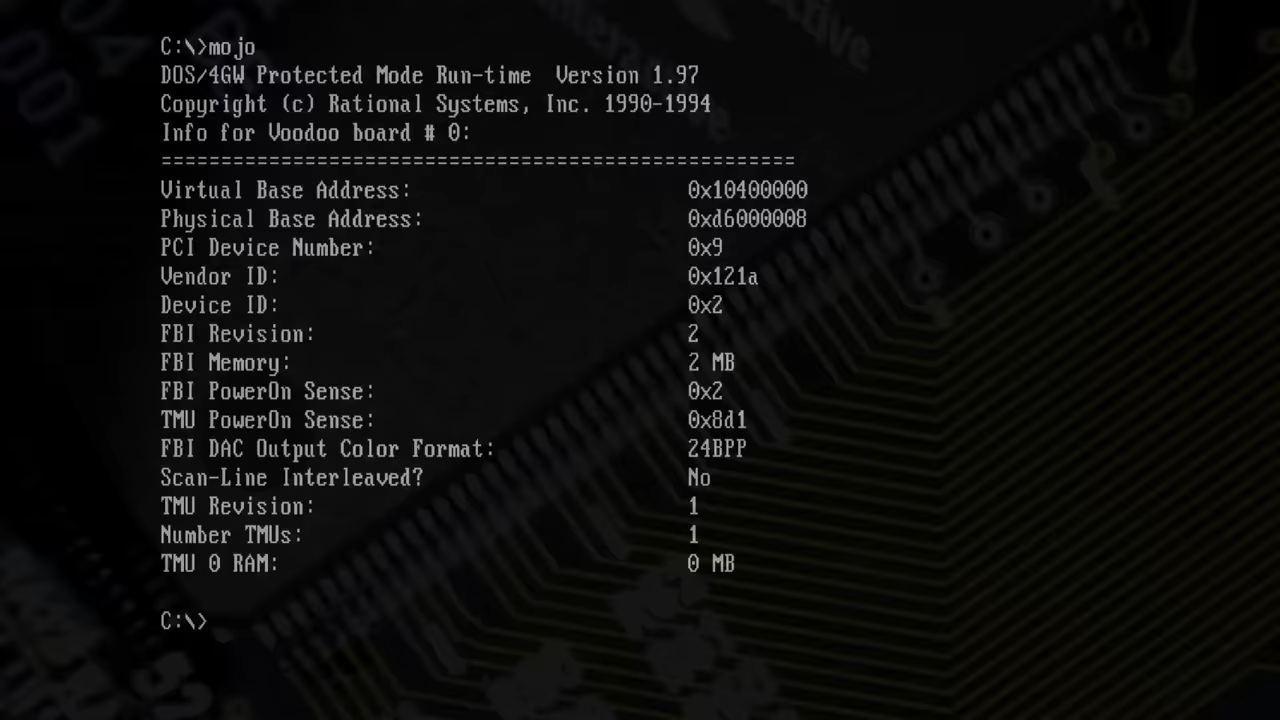 C:\>mojo
DOS/4GW Protected Mode Run-time  Version 1.97
Copyright (c) Rational Systems, Inc. 1990-1994
Info for Voodoo board # 0:
=====================================================
Virtual Base Address: 0x10400000
Physical Base Address: 0xd6000008
PCI Device Number: 0x9
Vendor ID: 0x121a
Device ID: 0x2
FBI Revision: 2
FBI Memory: 2 MB
FBI PowerOn Sense: 0x2
TMU PowerOn Sense: 0x8d1
FBI DAC Output Color Format: 24BPP
Scan-Line Interleaved? No
TMU Revision: 1
Number TMUs: 1
TMU 0 RAM: 0 MB
C:\>